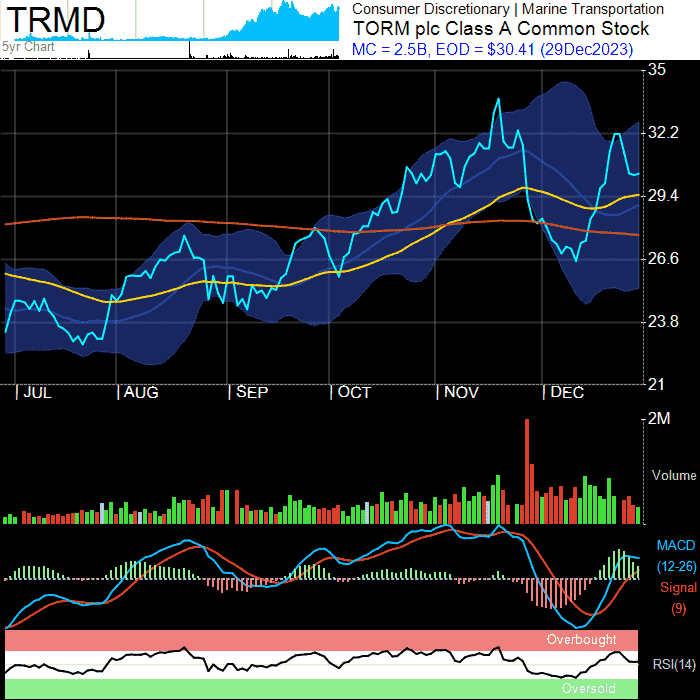 TRMD
5yr Chart
Consumer Discretionary | Marine Transportation
TORM plc Class A Common Stock
MC = 2.5B, EOD = $30.41 (29Dec2023)
35
32.2
29.4
26.6
23.8
21
| JUL | AUG | SEP | OCT | NOV | DEC
2M
Volume
MACD
(12-26)
Signal
(9)
Overbought
RSI(14)
Oversold